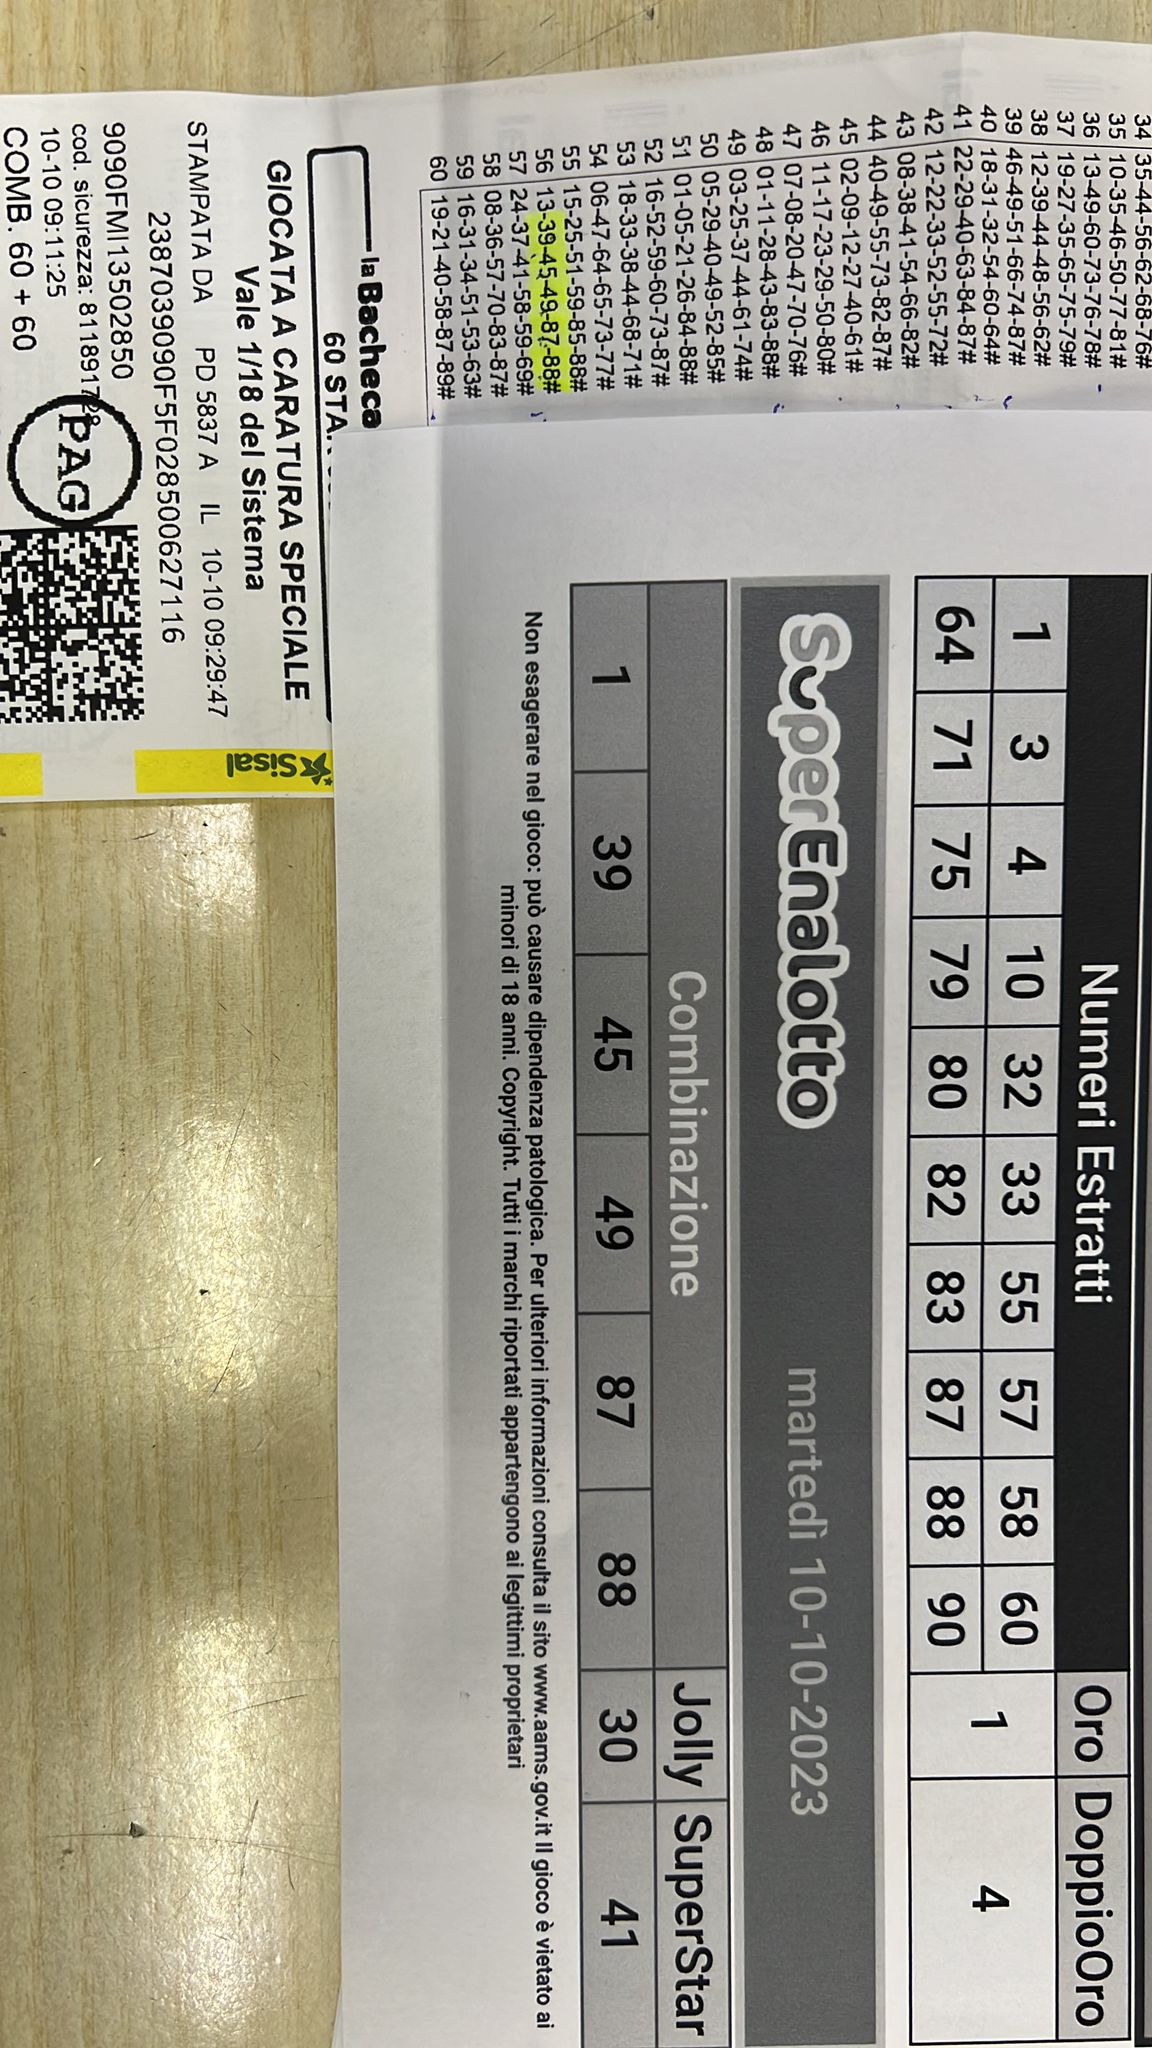 34 35-44-56-62-68-76#
35 10-35-46-50-77-81#
36 13-49-60-73-76-78#
37 19-27-35-65-75-79#
38 12-39-44-48-56-62#
39 46-49-51-66-74-87#
40 18-31-32-54-60-64#
41 22-29-40-63-84-87#
42 12-22-33-52-55-72#
43 08-38-41-54-66-82#
44 40-49-55-73-82-87#
45 02-09-12-27-40-61#
46 11-17-23-29-50-80#
47 07-08-20-47-70-76#
48 01-11-28-43-83-88#
49 03-25-37-44-61-74#
50 05-29-40-49-52-85#
51 01-05-21-26-84-88#
52 16-52-59-60-73-87#
53 18-33-38-44-68-71#
54 06-47-64-65-73-77#
55 15-25-51-59-85-88#
56 13-39-45-49-87-88#
57 24-37-41-58-59-69#
58 08-36-57-70-83-87#
59 16-31-34-51-53-63#
60 19-21-40-58-87-89#
la Bacheca
60
GIOCATA A CARATURA SPECIALE
Vale 1/18 del Sistema
STAMPATA DA PD 5837 A IL 10-10 09:29:47
2387039090F5F028500627116
9090FMI13502850
cod. sicurezza:
10-10 09:11:25
COMB. 60 + 60
PAG
Sisal
Numeri Estratti Oro DoppioOro
1 3 4 10 32 33 55 57 58 60 1 4
64 71 75 79 80 82 83 87 88 90
SuperEnalotto martedì 10-10-2023
Combinazione Jolly SuperStar
1 39 45 49 87 88 30 41
Non esagerare nel gioco: può causare dipendenza patologica. Per ulteriori informazioni consulta il sito www.aams.gov.it Il gioco è vietato ai
minori di 18 anni. Copyright. Tutti i marchi riportati appartengono ai legittimi proprietari